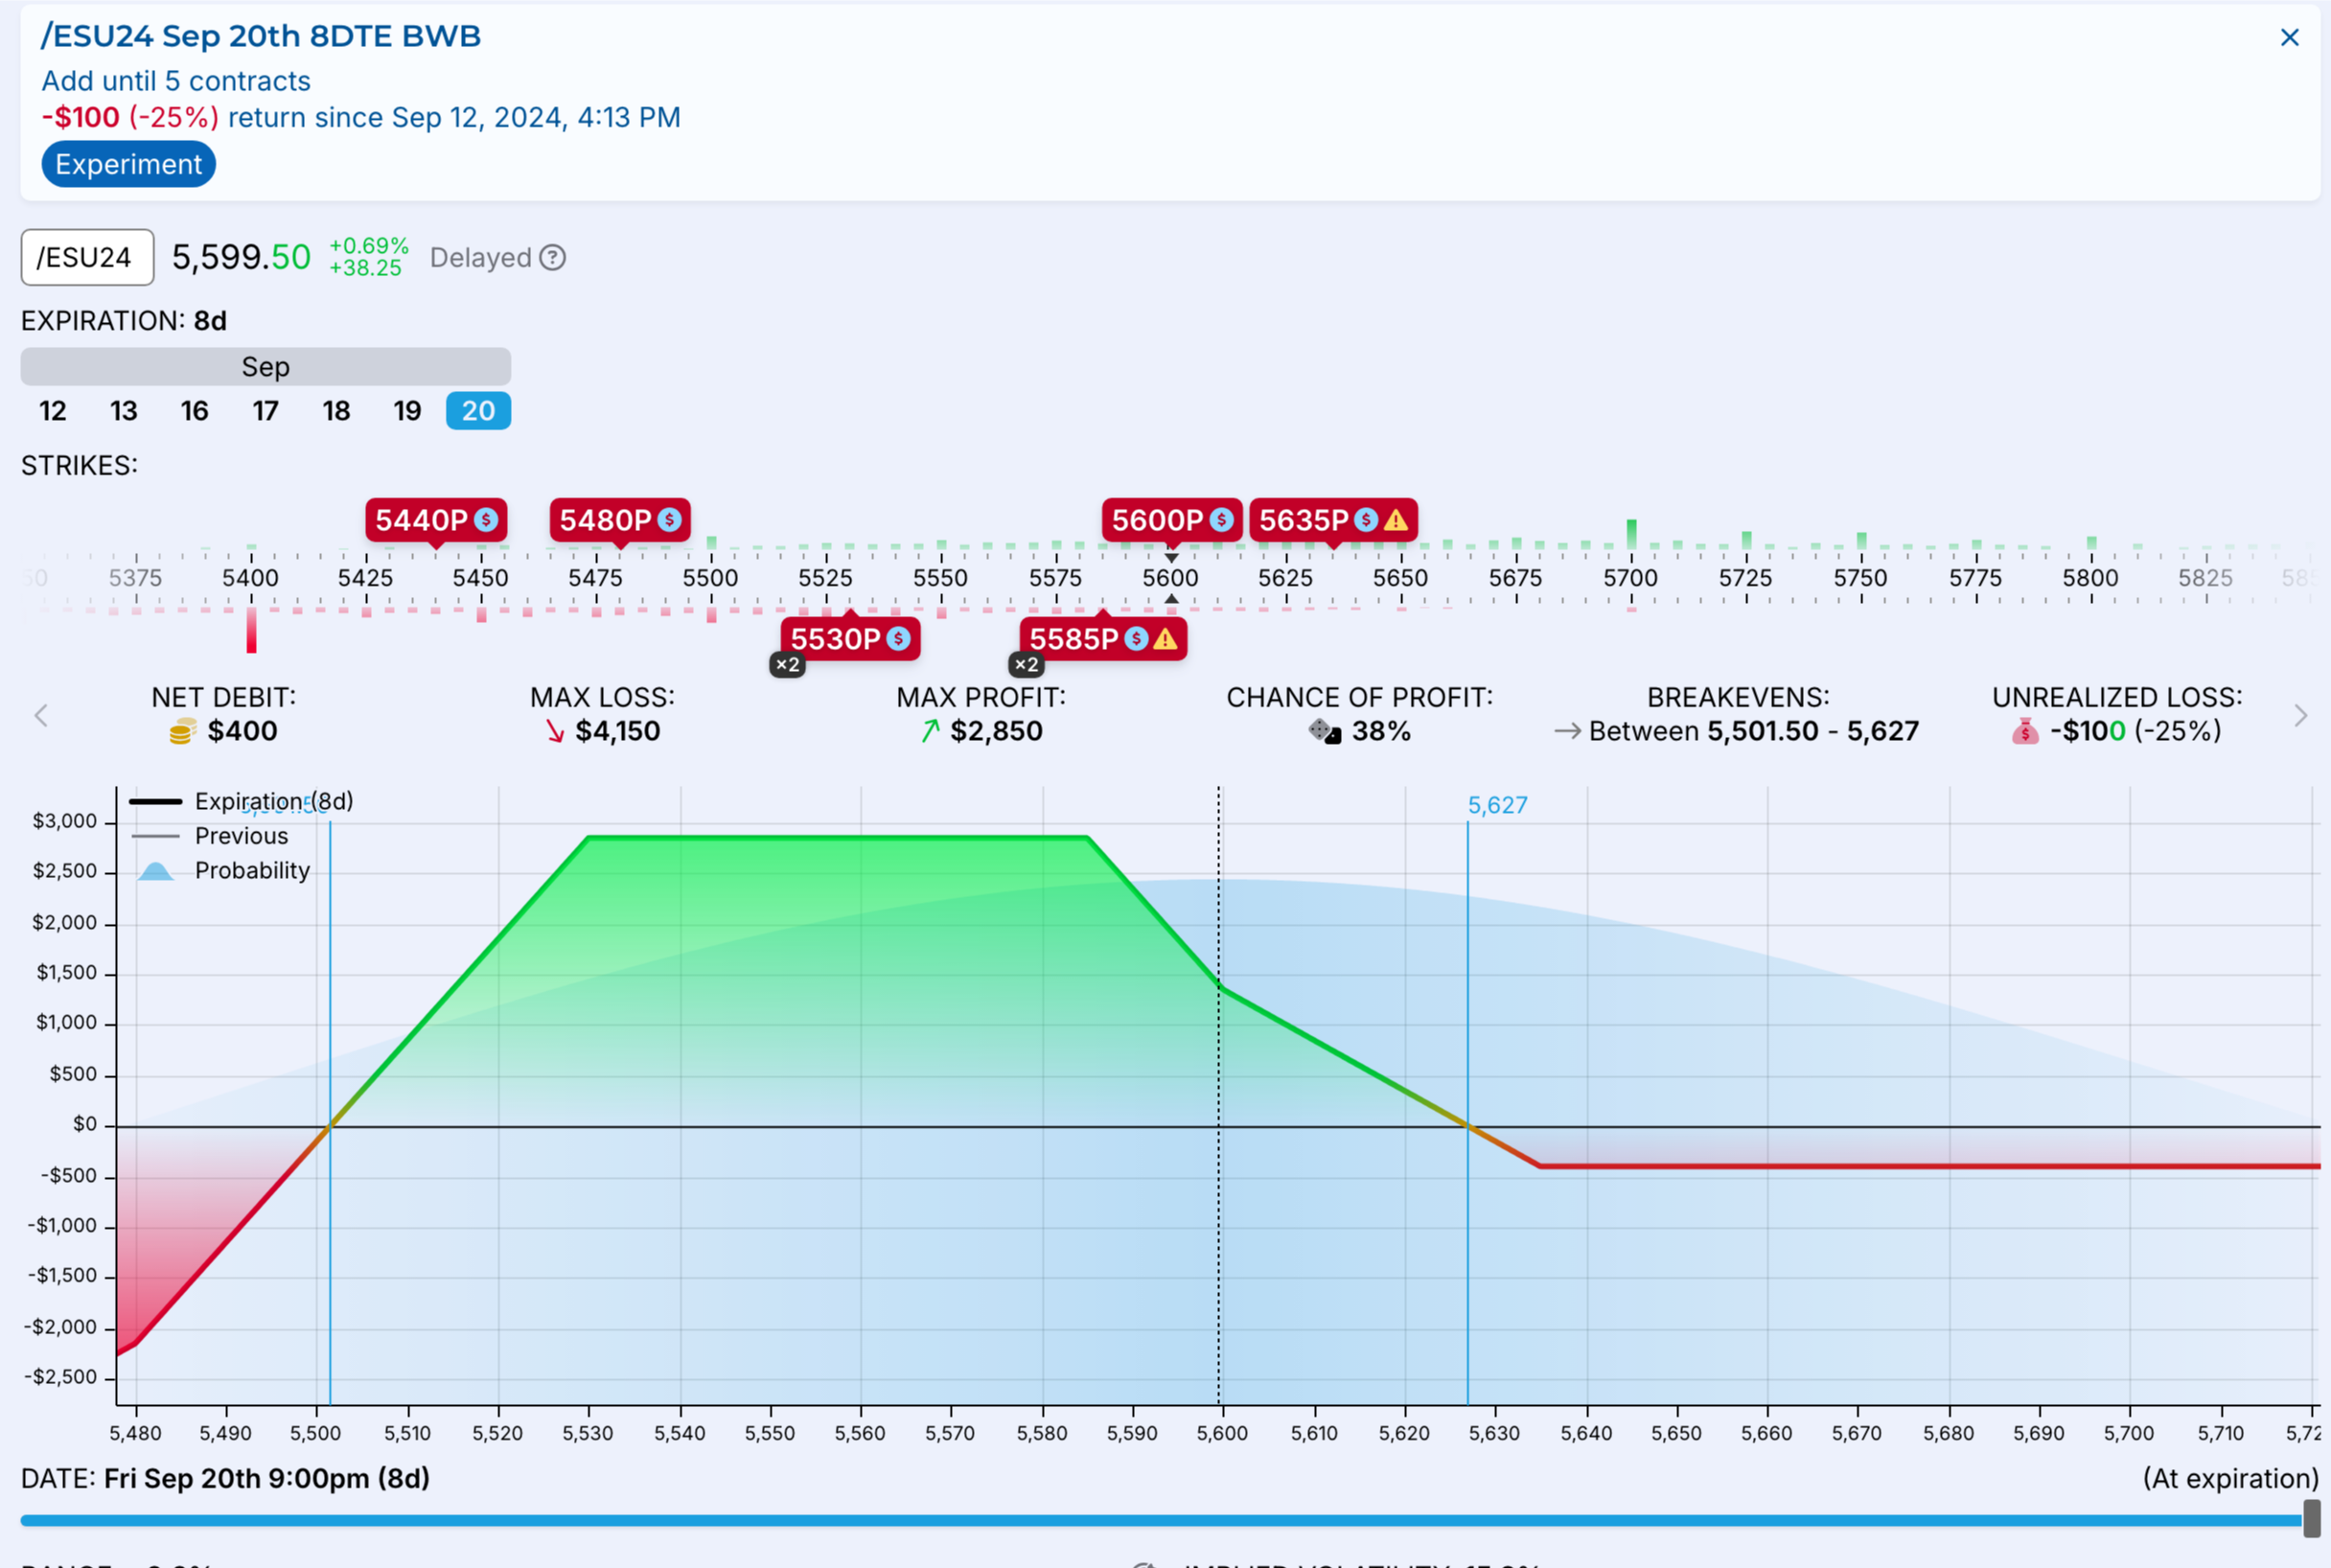 /ESU24 Sep 20th 8DTE BWB
Add until 5 contracts
-$100 (-25%) return since Sep 12, 2024, 4:13 PM
Experiment
/ESU24 5,599.50 +0.69% Delayed
+38.25
EXPIRATION: 8d
Sep
12 13 16 17 18 19 20
STRIKES:
5440P $ 5480P $ 5600P $ 5635P $
5375 5400 5425 5450 5475 5500 5525 5550 5575 5600 5625 5650 5675 5700 5725 5750 5775 5800 5825
5530P $ 5585P $
×2 ×2
NET DEBIT: MAX LOSS: MAX PROFIT: CHANCE OF PROFIT: BREAKEVENS: UNREALIZED LOSS:
$400 $4,150 $2,850 38% Between 5,501.50 - 5,627 -$100 (-25%)
Expiration (8d)
Previous
Probability
5,627
$3,000
$2,500
$2,000
$1,500
$1,000
$500
$0
-$500
-$1,000
-$1,500
-$2,000
-$2,500
5,480 5,490 5,500 5,510 5,520 5,530 5,540 5,550 5,560 5,570 5,580 5,590 5,600 5,610 5,620 5,630 5,640 5,650 5,660 5,670 5,680 5,690 5,700 5,710
DATE: Fri Sep 20th 9:00pm (8d) (At expiration)